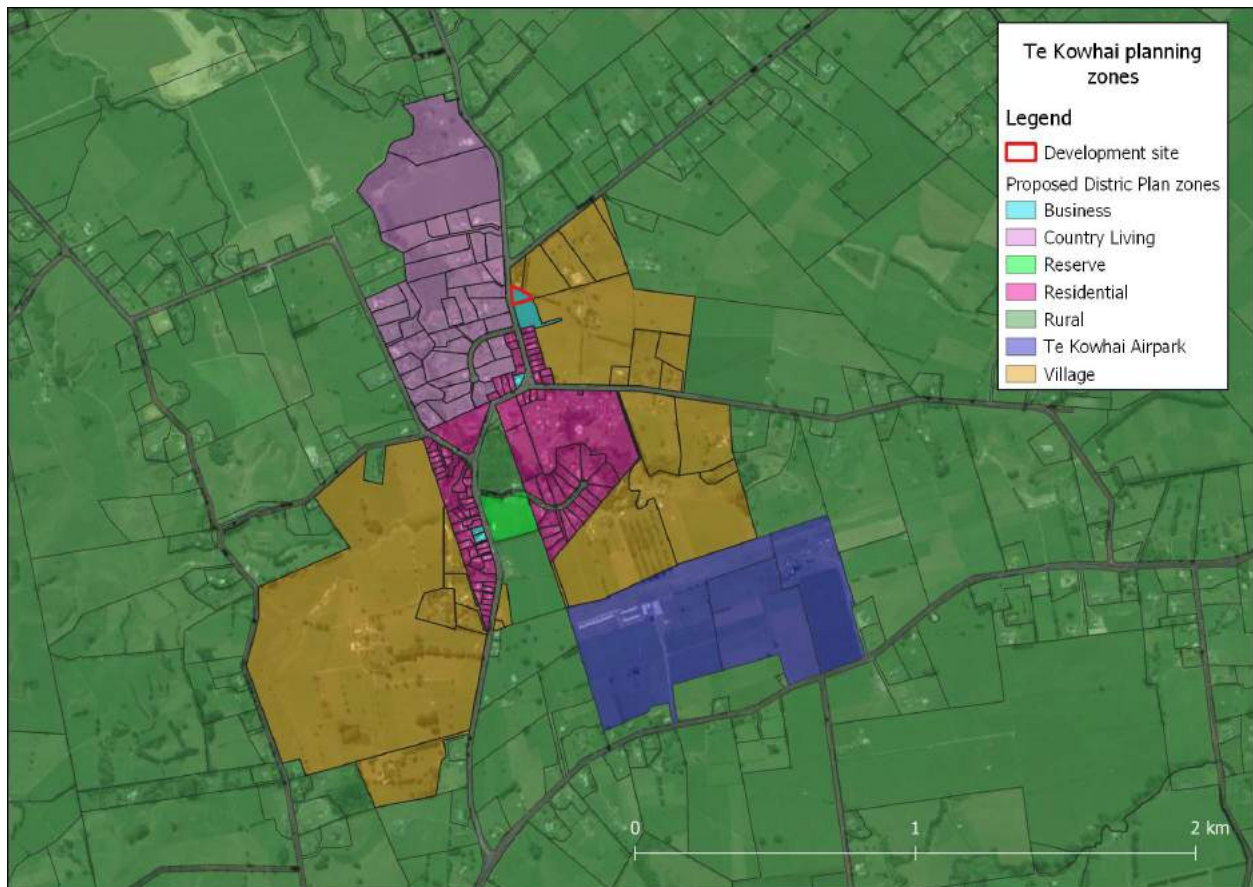 Te Kowhai planning
zones
Legend
Development site
Proposed Distric Plan zones
Business
Country Living
Reserve
Residential
Rural
Te Kowhai Airpark
Village
0 1 2 km